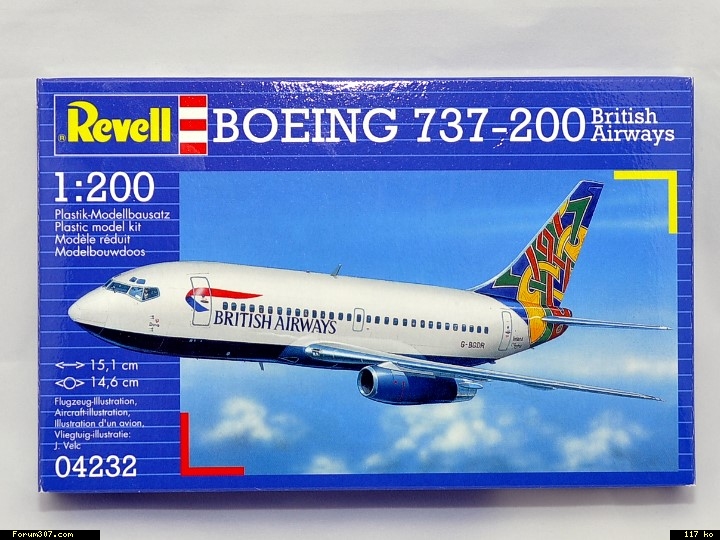 ® Revell
BOEING 737-200
British
Airways
1:200
Plastik-Modellbausatz
Plastic model kit
Modèle réduit
Modelbouwdoos
BRITISH AIRWAYS
<--> 15,1 cm
<O> 14,6 cm
Flugzeug-Illustration,
Aircraft-illustration,
Illustration d'un avion,
Vliegtuig-illustratie:
J. Velc
04232
Forum307.com
117 ko